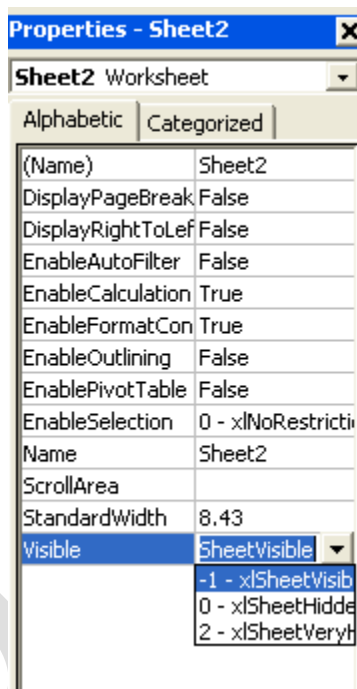 Properties - Sheet2
Sheet2 Worksheet
Alphabetic Categorized
(Name) Sheet2
DisplayPageBreak False
DisplayRightToLef False
EnableAutoFilter False
EnableCalculation True
EnableFormatCon True
EnableOutlining False
EnablePivotTable False
EnableSelection 0 - xlNoRestricti
Name Sheet2
ScrollArea
StandardWidth 8.43
Visible SheetVisible
-1 - xlSheetVisib
0 - xlSheetHidde
2 - xlSheetVeryH